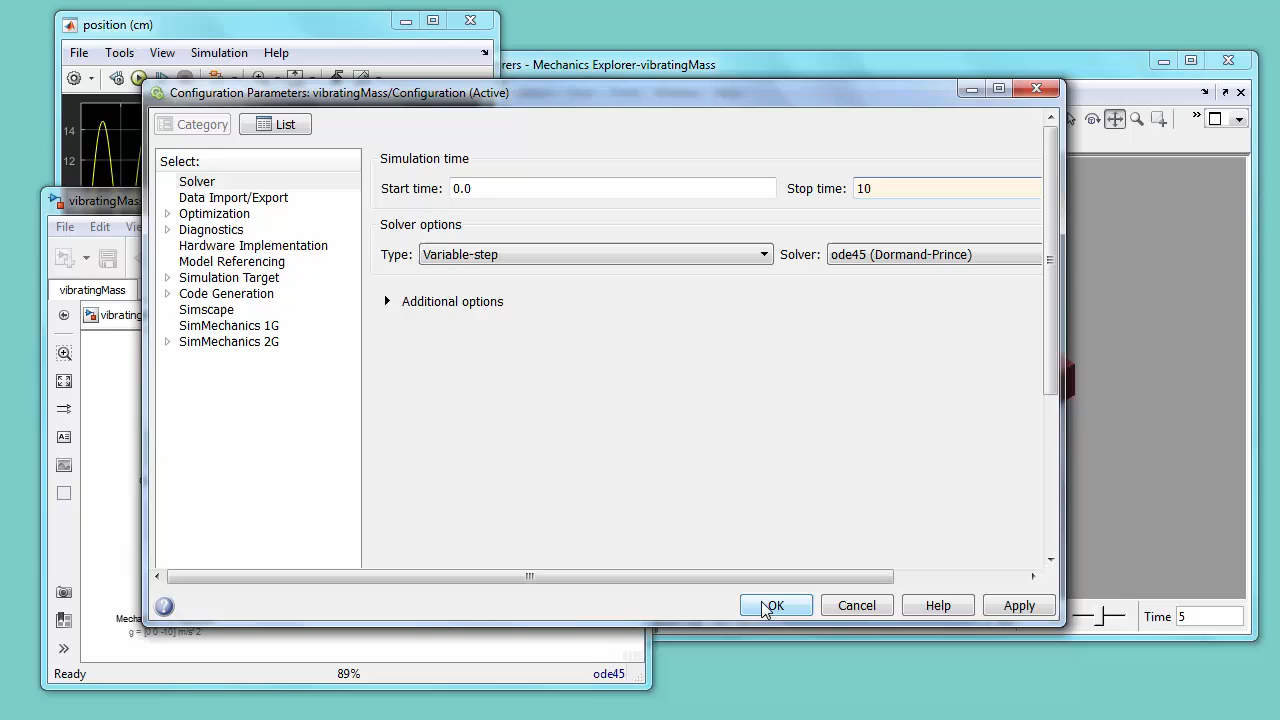 position (cm)
File Tools View Simulation Help
14
12
rers - Mechanics Explorer-vibratingMass
Configuration Parameters: vibratingMass/Configuration (Active)
Category List
Select:
Solver
Data Import/Export
Optimization
Diagnostics
Hardware Implementation
Model Referencing
Simulation Target
Code Generation
Simscape
SimMechanics 1G
SimMechanics 2G
Simulation time
Start time: 0.0 Stop time: 10
Solver options
Type: Variable-step Solver: ode45 (Dormand-Prince)
Additional options
OK Cancel Help Apply
vibratingMas
File Edit Vi
vibratingMass
vibrating
Mech
g = [0 0 -10] m/s^2
Ready 89% ode45
Time 5